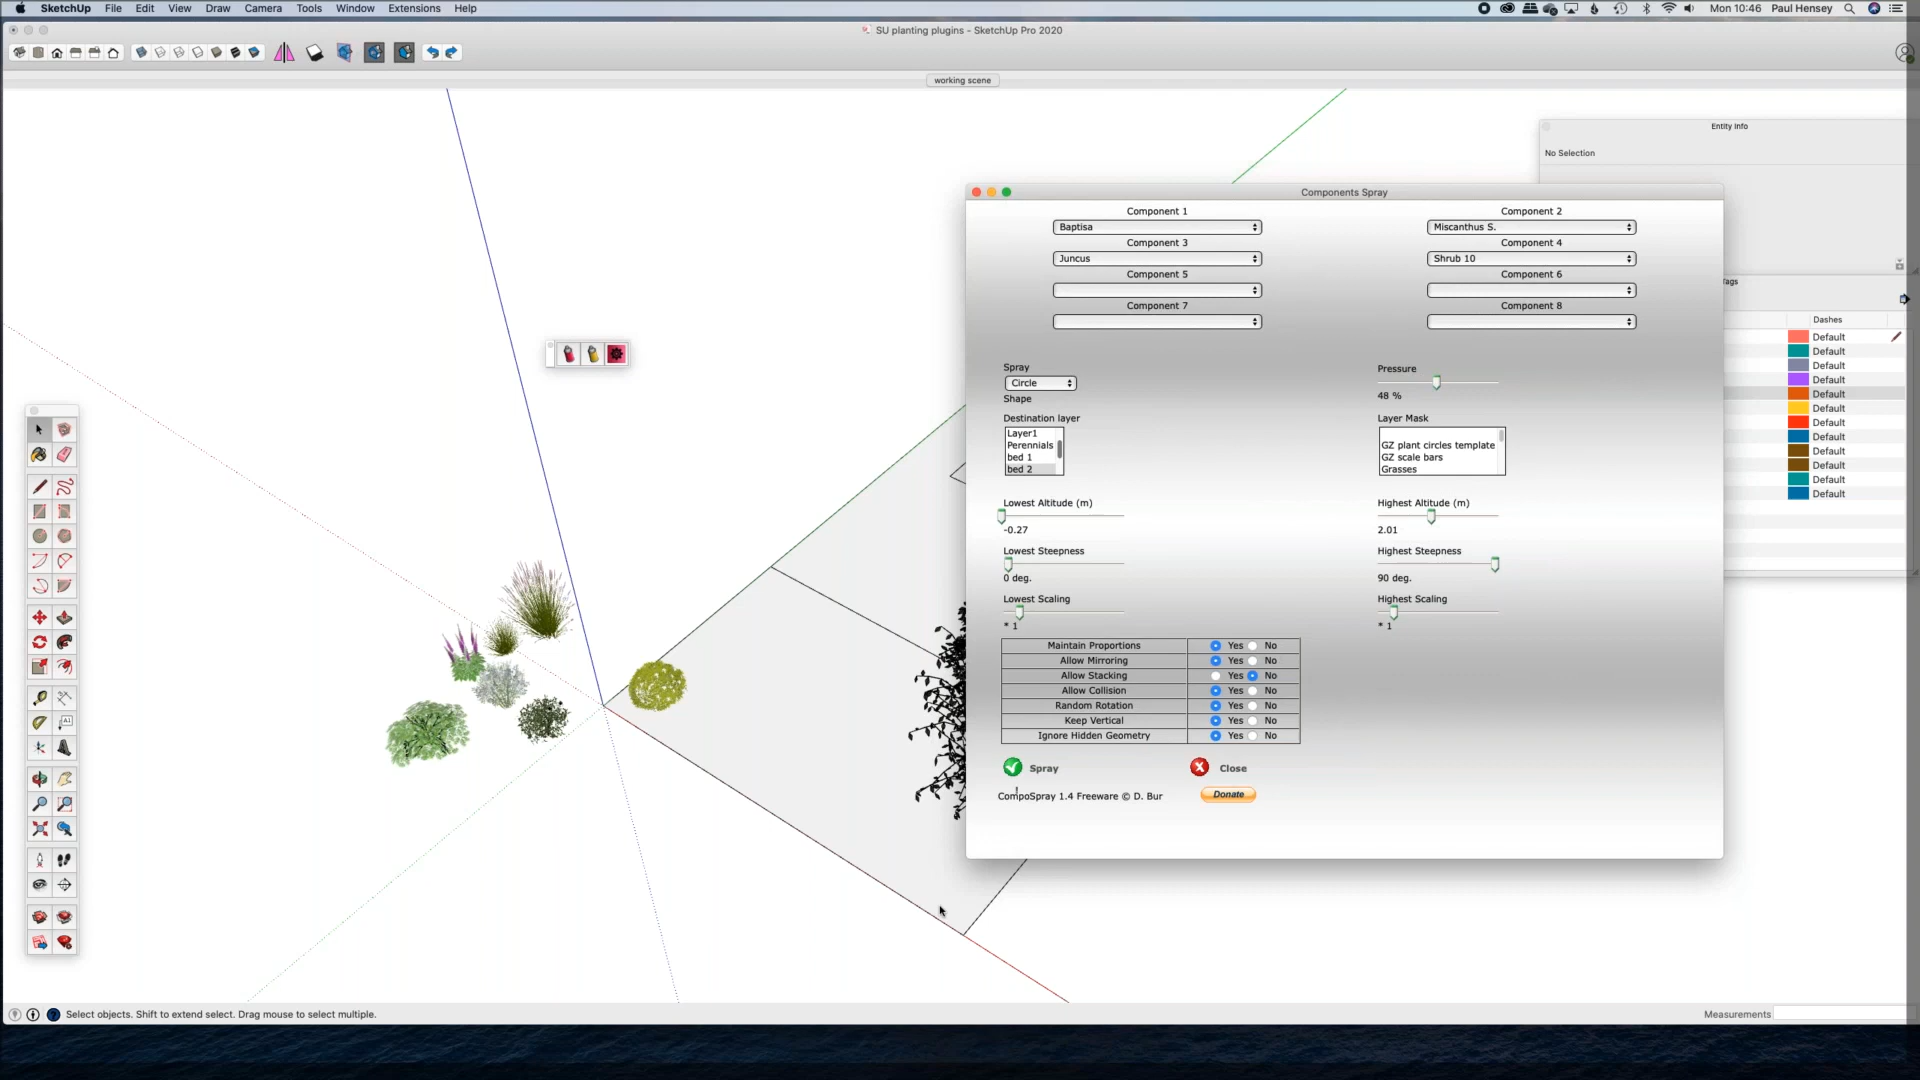 SketchUp File Edit View Draw Camera Tools Window Extensions Help
Mon 10:46 Paul Hensey
SU planting plugins - SketchUp Pro 2020
working scene
Entity Info
No Selection
Components Spray
Component 1
Component 2
Baptisa
Miscanthus S.
Component 3
Component 4
Juncus
Shrub 10
Component 5
Component 6
Component 7
Component 8
Spray
Circle
Shape
Pressure
48 %
Destination layer
Layer1
Perennials
bed 1
bed 2
Layer Mask
GZ plant circles template
GZ scale bars
Grasses
Lowest Altitude (m)
-0.27
Highest Altitude (m)
2.01
Lowest Steepness
0 deg.
Highest Steepness
90 deg.
Lowest Scaling
* 1
Highest Scaling
* 1
Maintain Proportions Yes No
Allow Mirroring Yes No
Allow Stacking Yes No
Allow Collision Yes No
Random Rotation Yes No
Keep Vertical Yes No
Ignore Hidden Geometry Yes No
Spray
Close
CompoSpray 1.4 Freeware © D. Bur
Donate
Dashes
Default
Default
Default
Default
Default
Default
Default
Default
Default
Default
Default
Default
Select objects. Shift to extend select. Drag mouse to select multiple.
Measurements